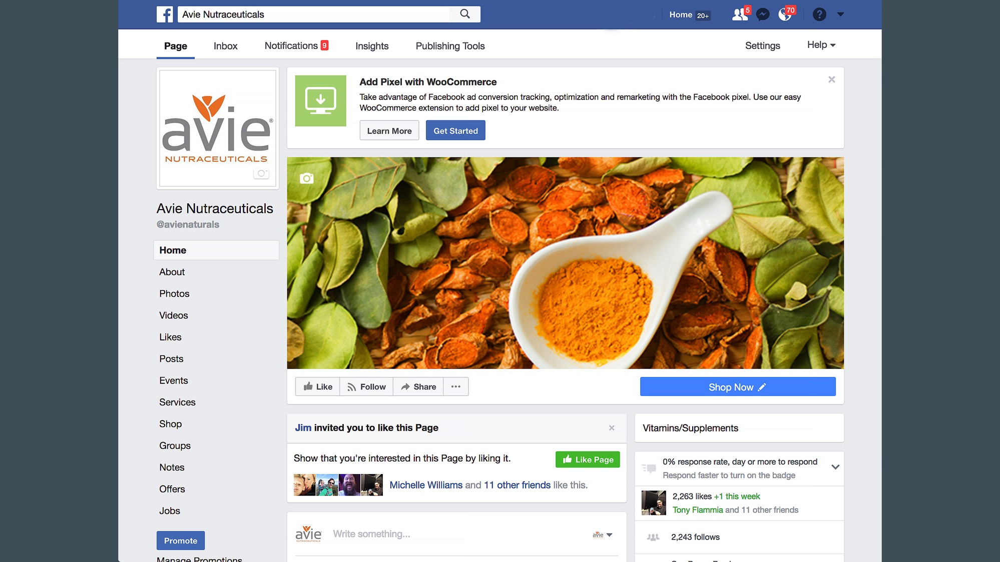 Avie Nutraceuticals
Home 20+
5
70
?
Page
Inbox
Notifications 9
Insights
Publishing Tools
Settings
Help
avie®
NUTRACEUTICALS
Add Pixel with WooCommerce
Take advantage of Facebook ad conversion tracking, optimization and remarketing with the Facebook pixel. Use our easy
WooCommerce extension to add pixel to your website.
Learn More
Get Started
Avie Nutraceuticals
@avienaturals
Home
About
Photos
Videos
Likes
Posts
Events
Services
Shop
Groups
Notes
Offers
Jobs
Promote
Manage Promotions
Like
Follow
Share
Shop Now
Jim invited you to like this Page
Show that you're interested in this Page by liking it.
Like Page
Michelle Williams and 11 other friends like this.
avie
NUTRACEUTICALS
Write something...
avie
Vitamins/Supplements
0% response rate, day or more to respond
Respond faster to turn on the badge
2,263 likes +1 this week
Tony Flammia and 11 other friends
2,243 follows